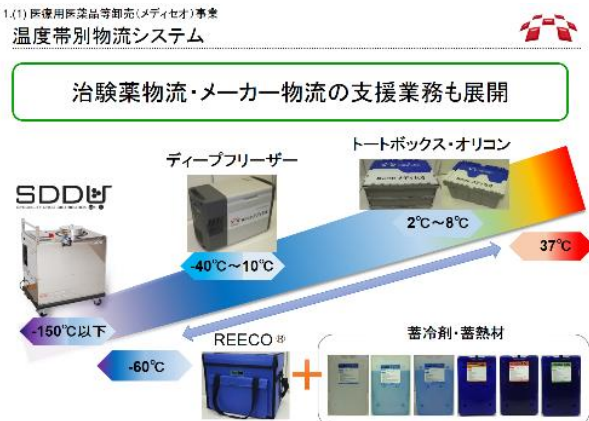 1.(1) 医療用医薬品等卸売(メディセオ)事業
温度帯別物流システム
治験薬物流・メーカー物流の支援業務も展開
トートボックス・オリコン
ディープフリーザー
SDDU
2℃~8℃
37℃
-40℃~10℃
-150℃以下
-60℃
REECO®
蓄冷剤・蓄熱材
+